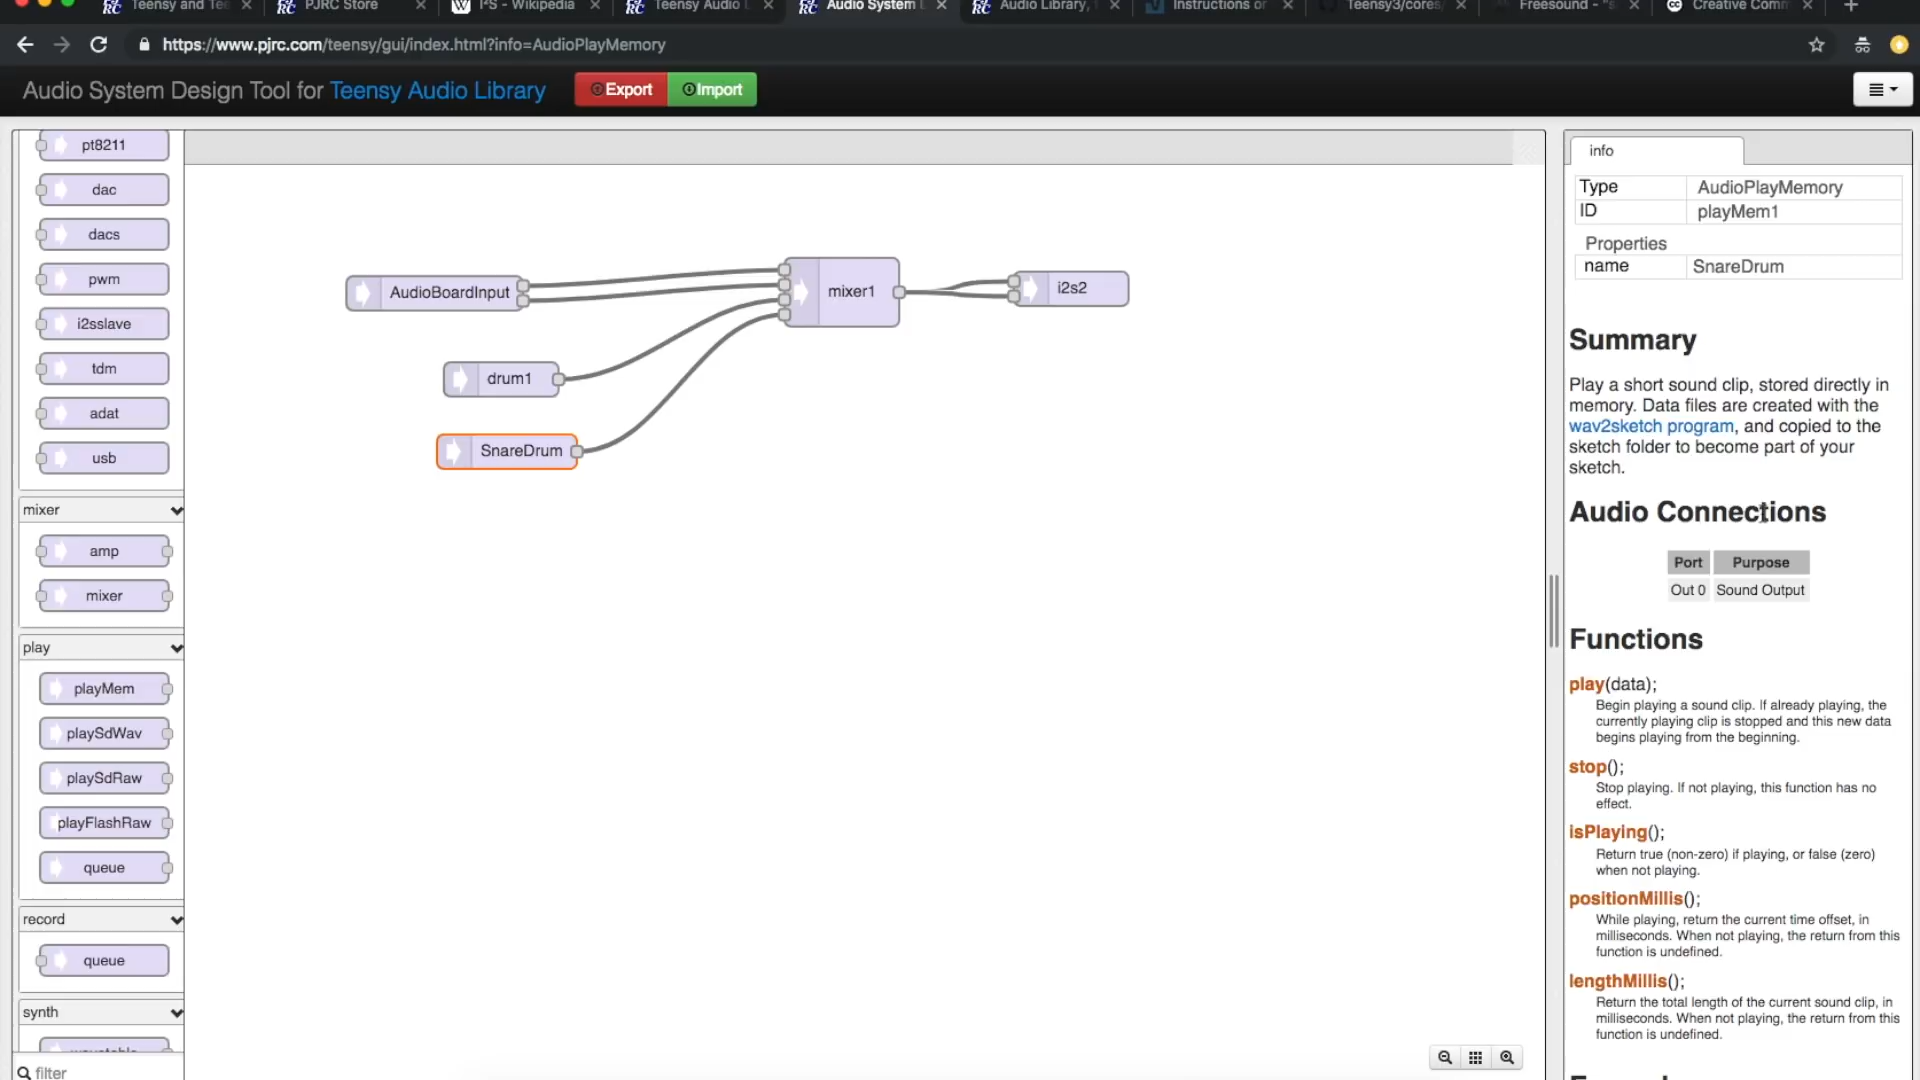 Teensy and Tee
PJRC Store
I²S - Wikipedia
Teensy Audio L
Audio System D
Audio Library,
Instructions or
Teensy3/cores/
Freesound - "s
Creative Comm
https://www.pjrc.com/teensy/gui/index.html?info=AudioPlayMemory
Audio System Design Tool for Teensy Audio Library
Export
Import
pt8211
dac
dacs
pwm
i2sslave
tdm
adat
usb
mixer
amp
mixer
play
playMem
playSdWav
playSdRaw
playFlashRaw
queue
record
queue
synth
filter
AudioBoardInput
drum1
SnareDrum
mixer1
i2s2
info
Type AudioPlayMemory
ID playMem1
Properties
name SnareDrum
Summary
Play a short sound clip, stored directly in
memory. Data files are created with the
wav2sketch program, and copied to the
sketch folder to become part of your
sketch.
Audio Connections
Port Purpose
Out 0 Sound Output
Functions
play(data);
Begin playing a sound clip. If already playing, the
currently playing clip is stopped and this new data
begins playing from the beginning.
stop();
Stop playing. If not playing, this function has no
effect.
isPlaying();
Return true (non-zero) if playing, or false (zero)
when not playing.
positionMillis();
While playing, return the current time offset, in
milliseconds. When not playing, the return from this
function is undefined.
lengthMillis();
Return the total length of the current sound clip, in
milliseconds. When not playing, the return from this
function is undefined.